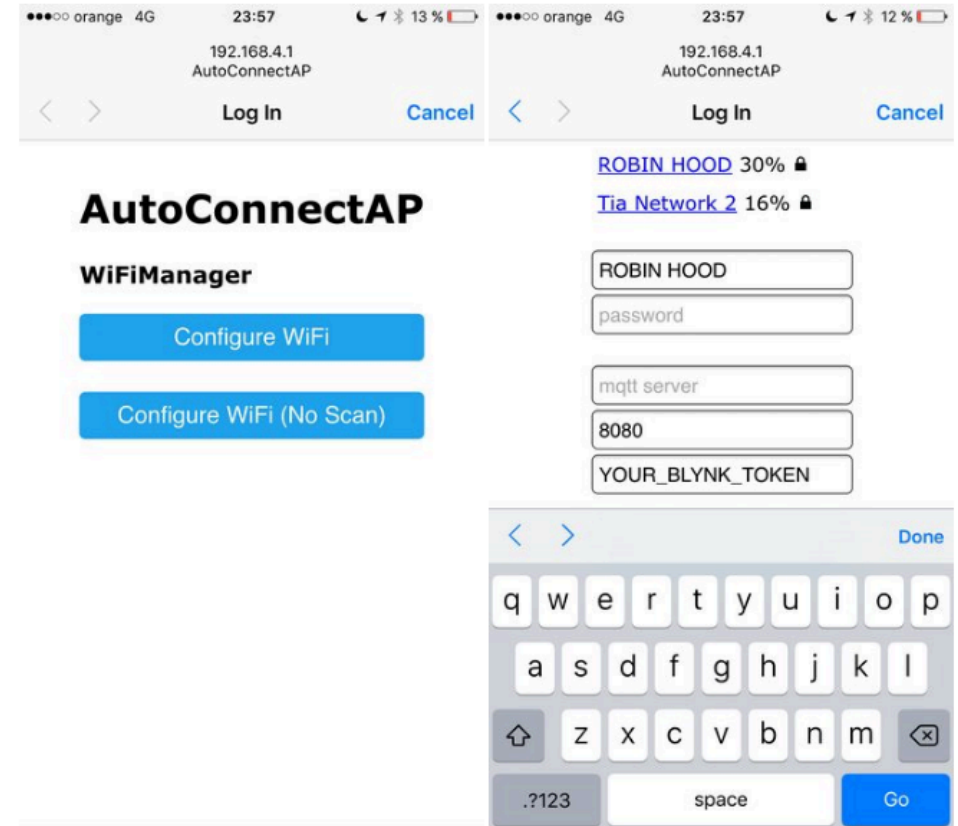 orange 4G 23:57 13 %
192.168.4.1
AutoConnectAP
Log In Cancel
AutoConnectAP
WiFiManager
Configure WiFi
Configure WiFi (No Scan)
orange 4G 23:57 12 %
192.168.4.1
AutoConnectAP
Log In Cancel
ROBIN HOOD 30%
Tia Network 2 16%
ROBIN HOOD
password
mqtt server
8080
YOUR_BLYNK_TOKEN
Done
q w e r t y u i o p
a s d f g h j k l
z x c v b n m
.?123 space Go